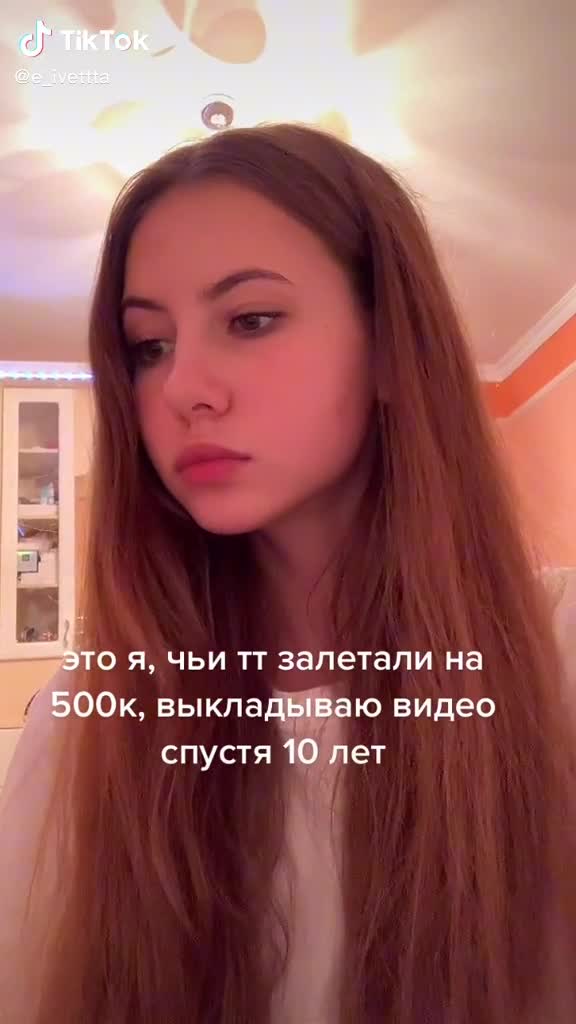 TikTok
@e_ivettta
это я, чьи тт залетали на
500к, выкладываю видео
спустя 10 лет